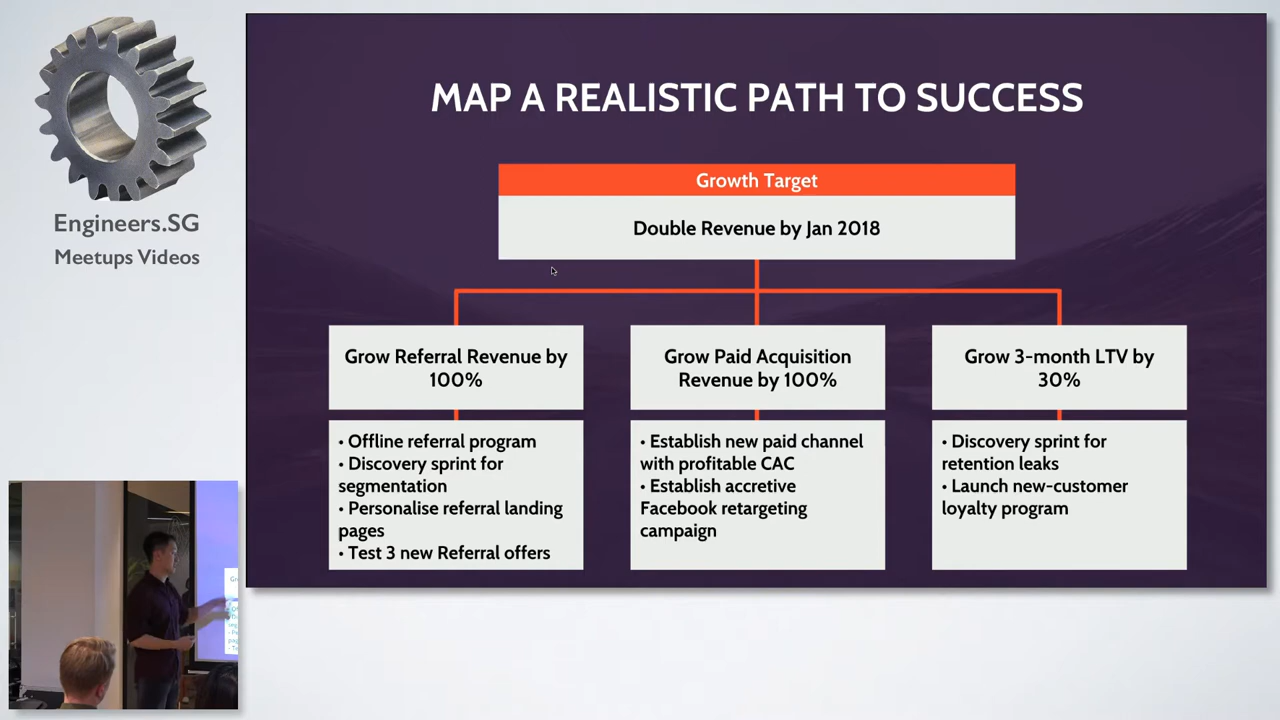 Engineers.SG
Meetups Videos
MAP A REALISTIC PATH TO SUCCESS
Growth Target
Double Revenue by Jan 2018
Grow Referral Revenue by
100%
• Offline referral program
• Discovery sprint for
segmentation
• Personalise referral landing
pages
• Test 3 new Referral offers
Grow Paid Acquisition
Revenue by 100%
• Establish new paid channel
with profitable CAC
• Establish accretive
Facebook retargeting
campaign
Grow 3-month LTV by
30%
• Discovery sprint for
retention leaks
• Launch new-customer
loyalty program